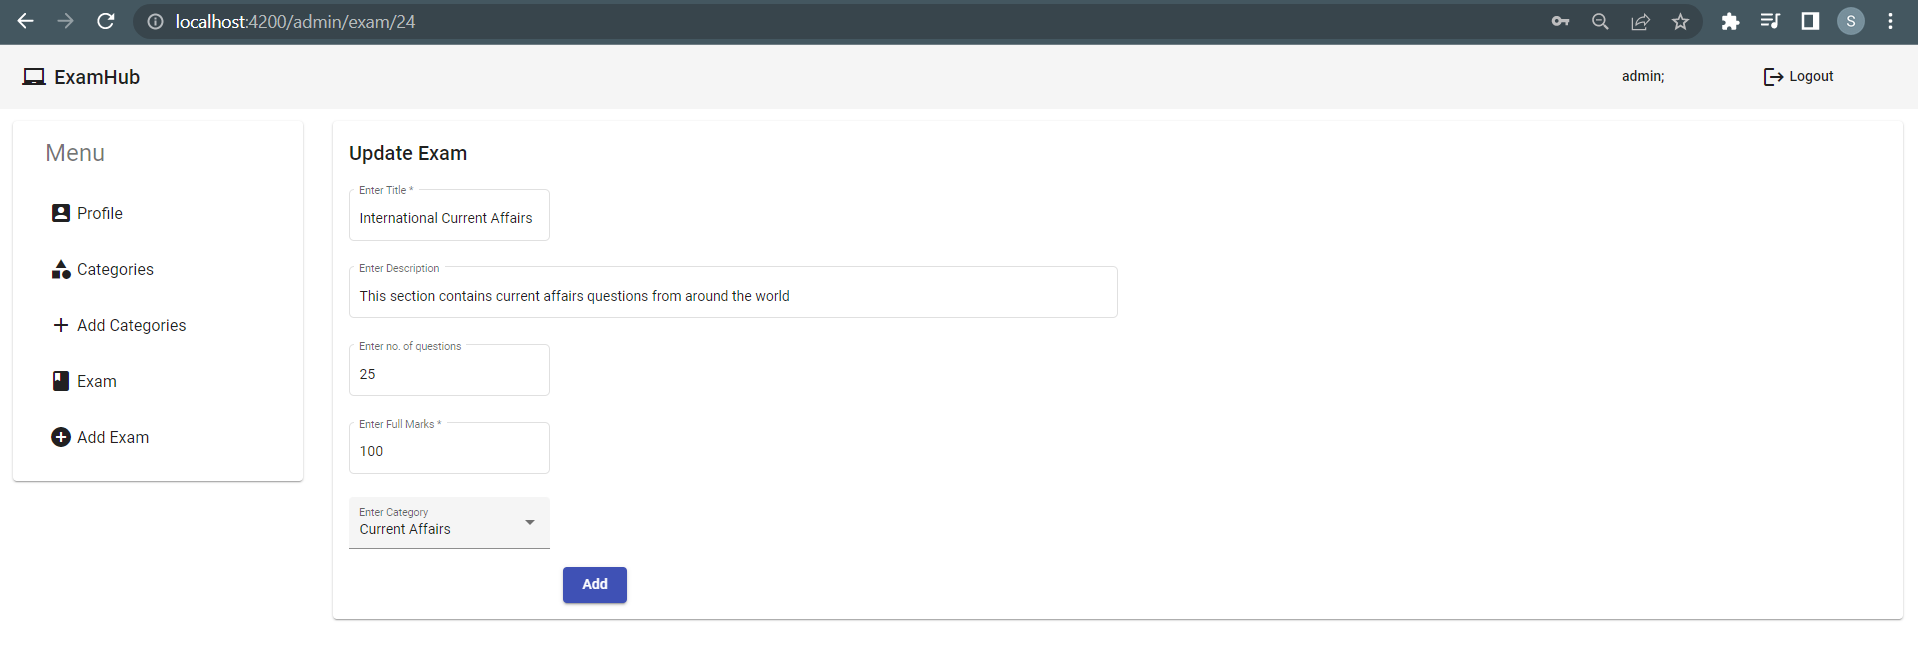 localhost:4200/admin/exam/24
S
ExamHub
admin;
Logout
Menu
Profile
Categories
Add Categories
Exam
Add Exam
Update Exam
Enter Title *
International Current Affairs
Enter Description
This section contains current affairs questions from around the world
Enter no. of questions
25
Enter Full Marks *
100
Enter Category
Current Affairs
Add